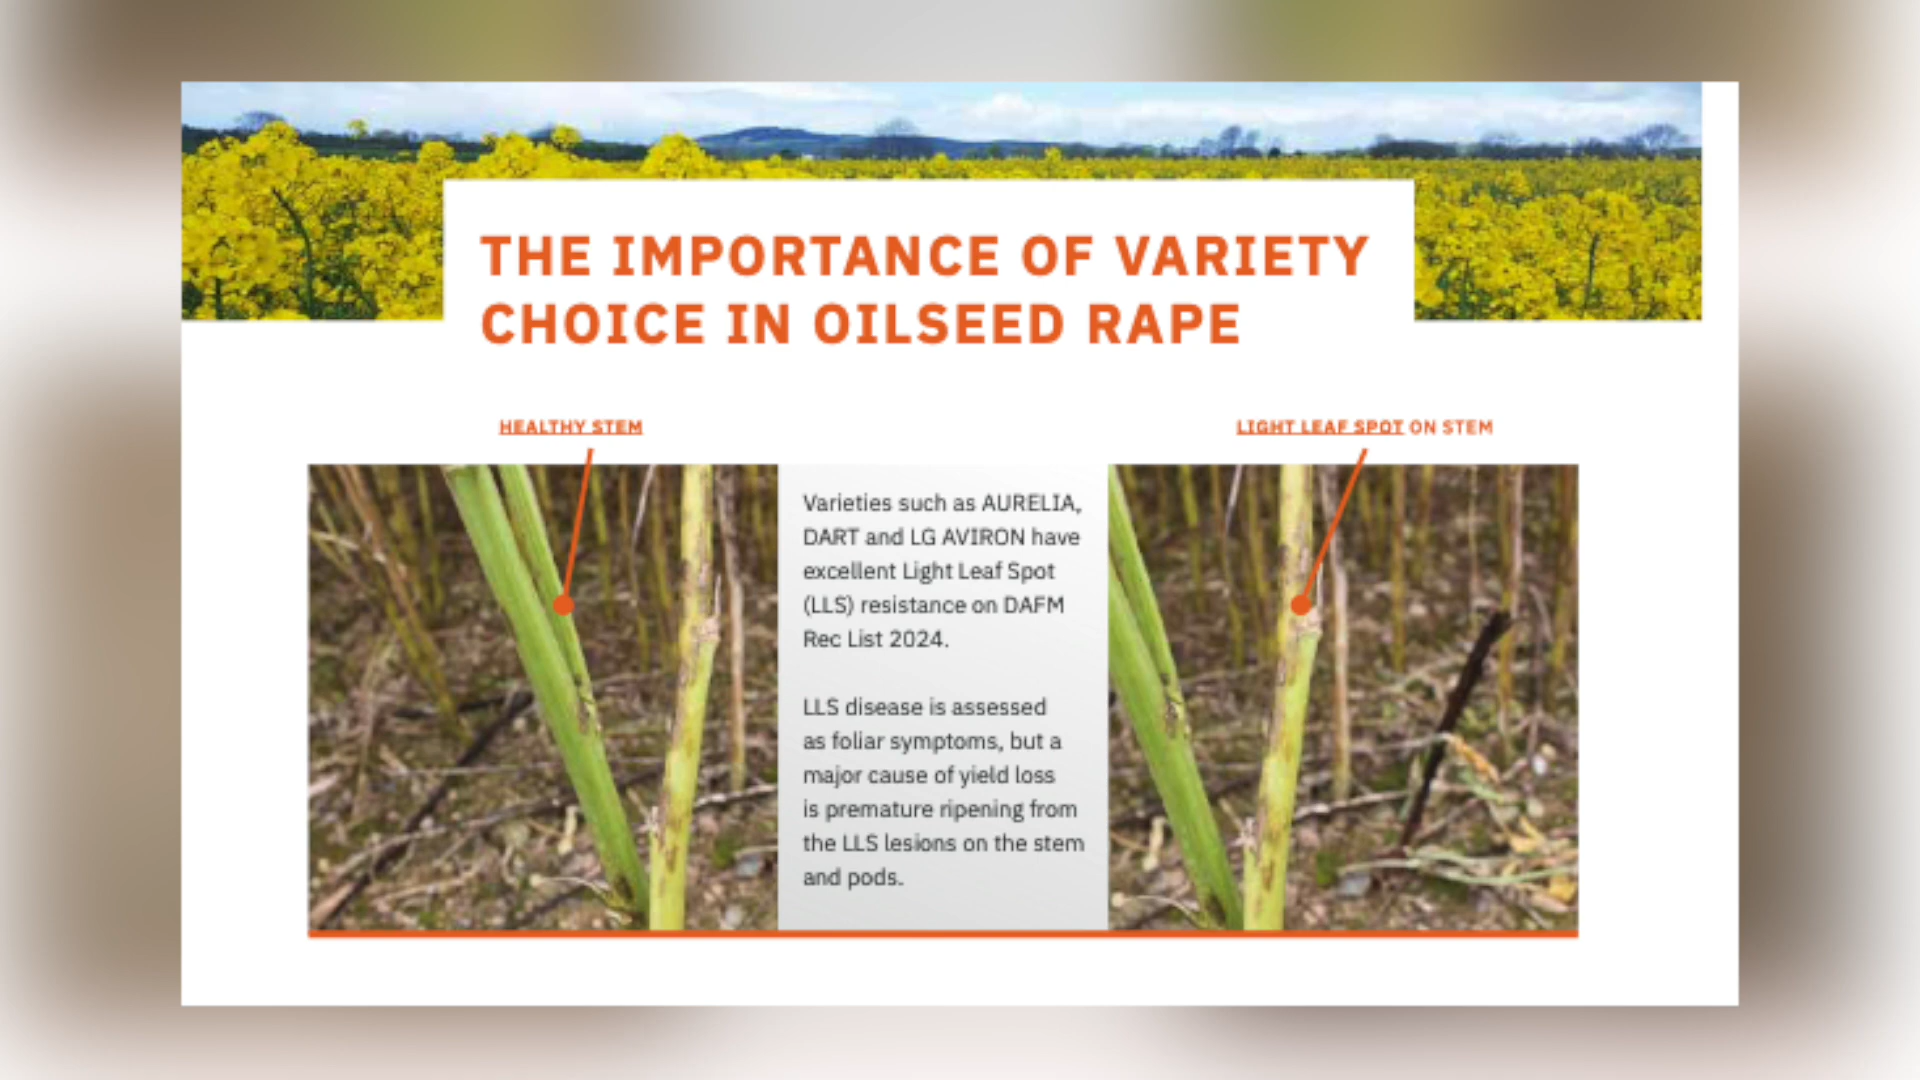 THE IMPORTANCE OF VARIETY
CHOICE IN OILSEED RAPE
HEALTHY STEM
LIGHT LEAF SPOT ON STEM
Varieties such as AURELIA,
DART and LG AVIRON have
excellent Light Leaf Spot
(LLS) resistance on DAFM
Rec List 2024.
LLS disease is assessed
as foliar symptoms, but a
major cause of yield loss
is premature ripening from
the LLS lesions on the stem
and pods.